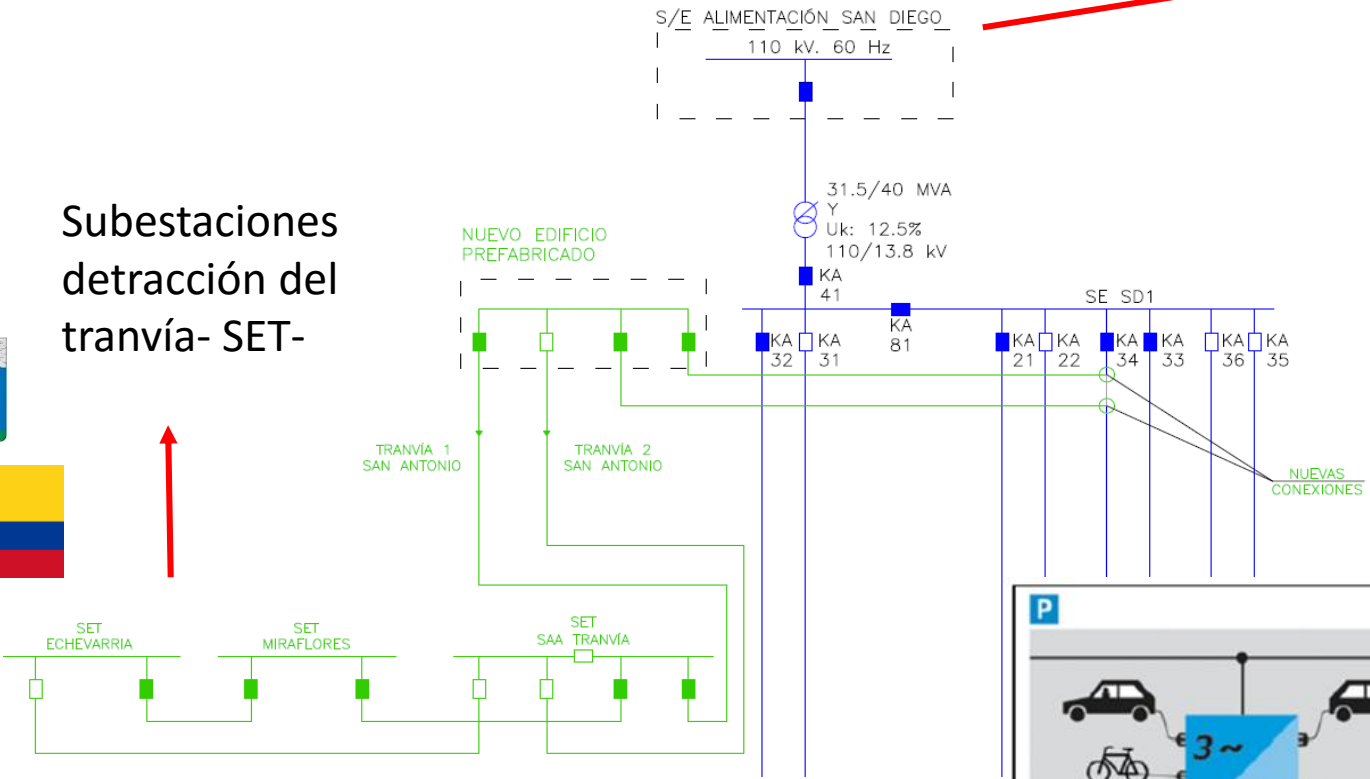 S/E ALIMENTACIÓN SAN DIEGO
110 kV. 60 Hz
31.5/40 MVA
Y
Uk: 12.5%
110/13.8 kV
KA
41
Subestaciones
detracción del
tranvía- SET-
NUEVO EDIFICIO
PREFABRICADO
SE SD1
KA
32
KA
31
KA
81
KA
21
KA
22
KA
34
KA
33
KA
36
KA
35
TRANVÍA 1
SAN ANTONIO
TRANVÍA 2
SAN ANTONIO
NUEVAS
CONEXIONES
SET
ECHEVARRIA
SET
MIRAFLORES
SET
SAA TRANVÍA
P
3~